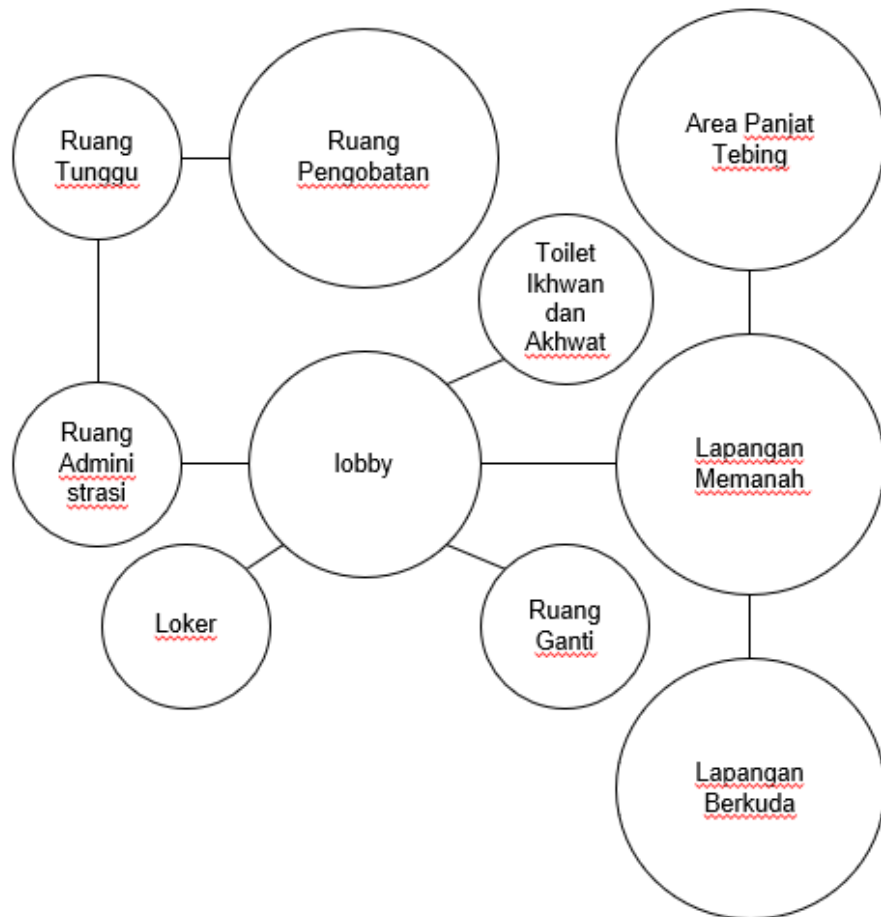 Ruang
Tunggu
Ruang
Pengobatan
Area Panjat
Tebing
Toilet
Ikhwan
dan
Akhwat
Ruang
Admini
strasi
lobby
Lapangan
Memanah
Loker
Ruang
Ganti
Lapangan
Berkuda